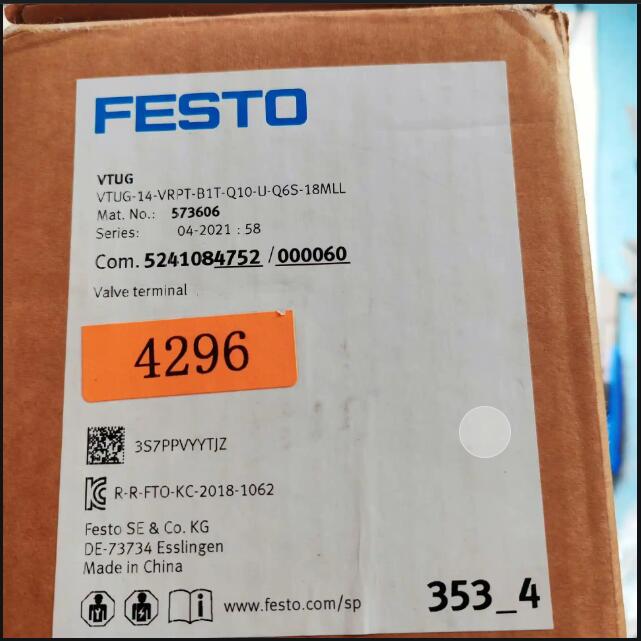 FESTO
VTUG
VTUG-14-VRPT-B1T-Q10-U-Q6S-18MLL
Mat. No.: 573606
Series: 04-2021 : 58
Com. 5241084752 / 000060
Valve terminal
4296
3S7PPVYYTJZ
R-R-FTO-KC-2018-1062
Festo SE & Co. KG
DE-73734 Esslingen
Made in China
www.festo.com/sp
353_4